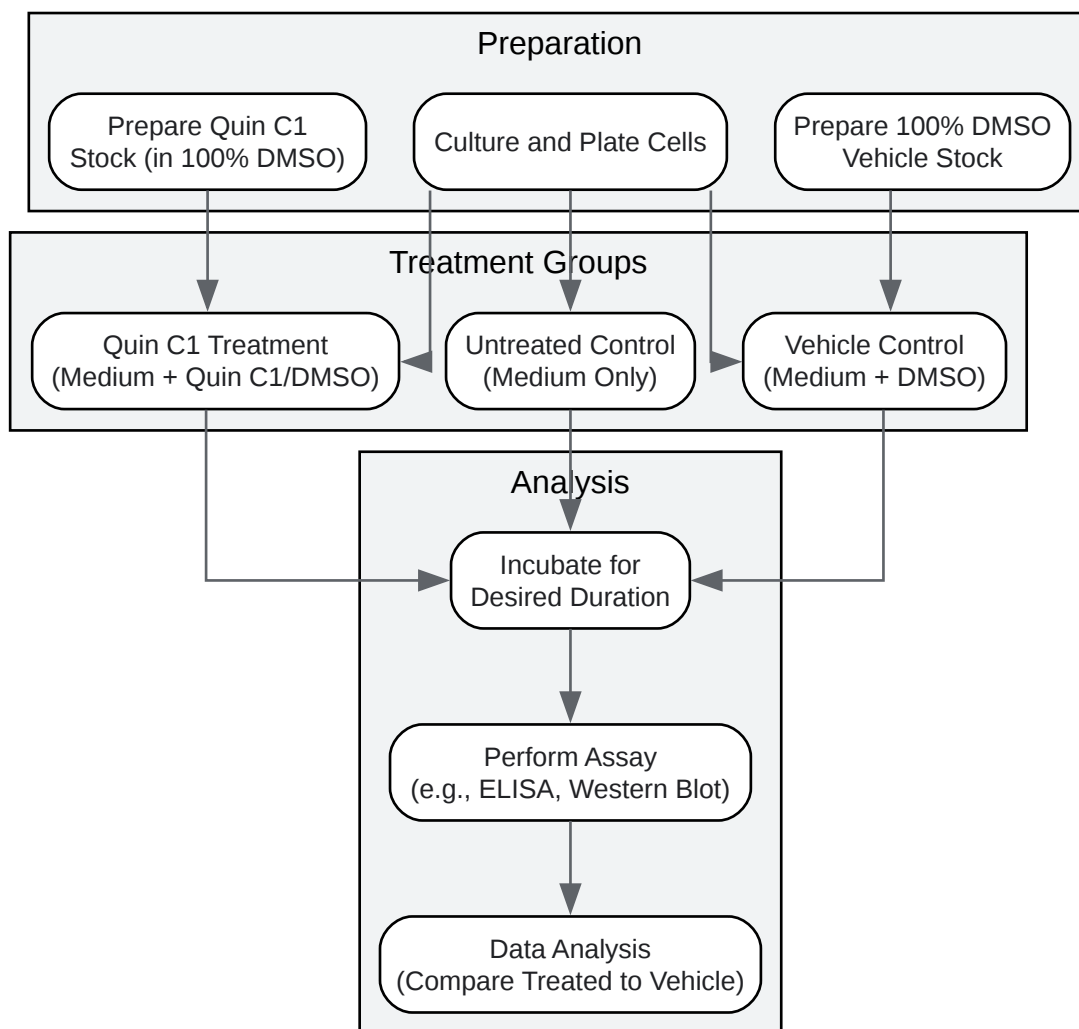 Preparation
Prepare Quin C1
Stock (in 100% DMSO)
Culture and Plate Cells
Prepare 100% DMSO
Vehicle Stock
Treatment Groups
Quin C1 Treatment
(Medium + Quin C1/DMSO)
Untreated Control
(Medium Only)
Vehicle Control
(Medium + DMSO)
Analysis
Incubate for
Desired Duration
Perform Assay
(e.g., ELISA, Western Blot)
Data Analysis
(Compare Treated to Vehicle)